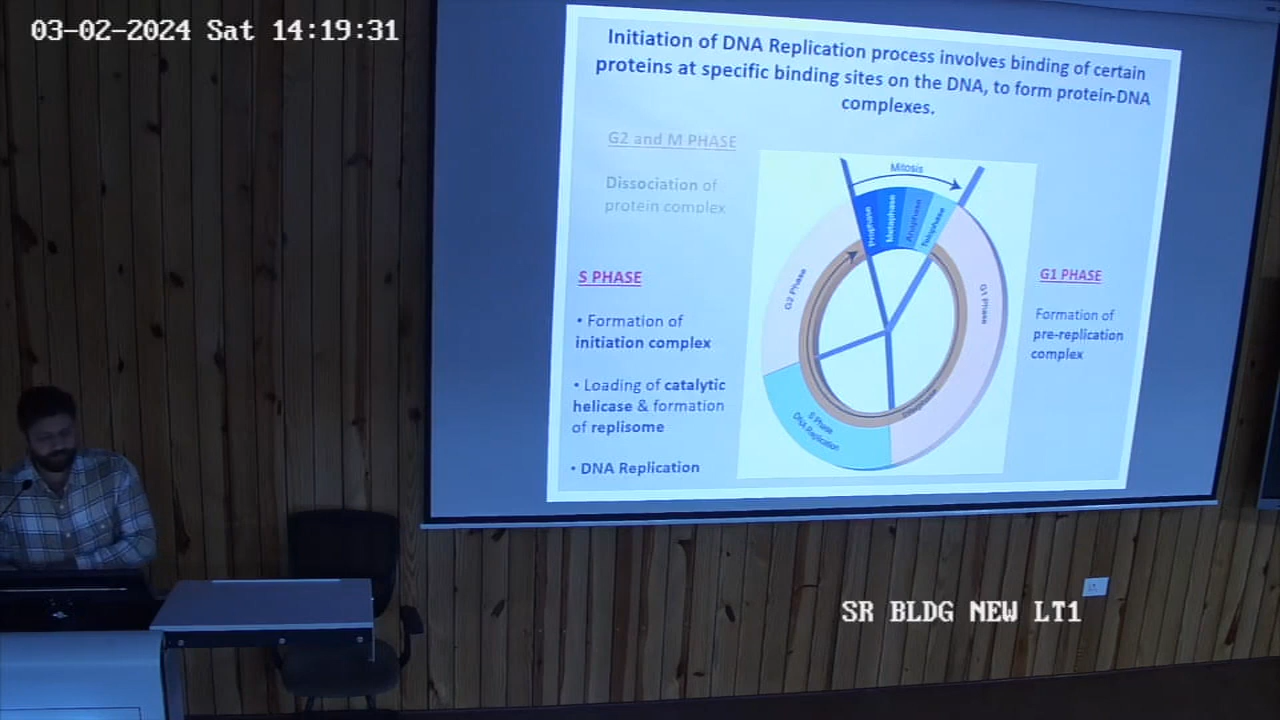 03-02-2024 Sat 14:19:31
Initiation of DNA Replication process involves binding of certain
proteins at specific binding sites on the DNA, to form protein-DNA
complexes.
G2 and M PHASE
Dissociation of
protein complex
S PHASE
• Formation of
initiation complex
• Loading of catalytic
helicase & formation
of replisome
• DNA Replication
Mitosis
Prophase
Metaphase
Anaphase
Telophase
G2 Phase
G1 Phase
S Phase
DNA Replication
Interphase
G1 PHASE
Formation of
pre-replication
complex
SR BLDG NEW LT1